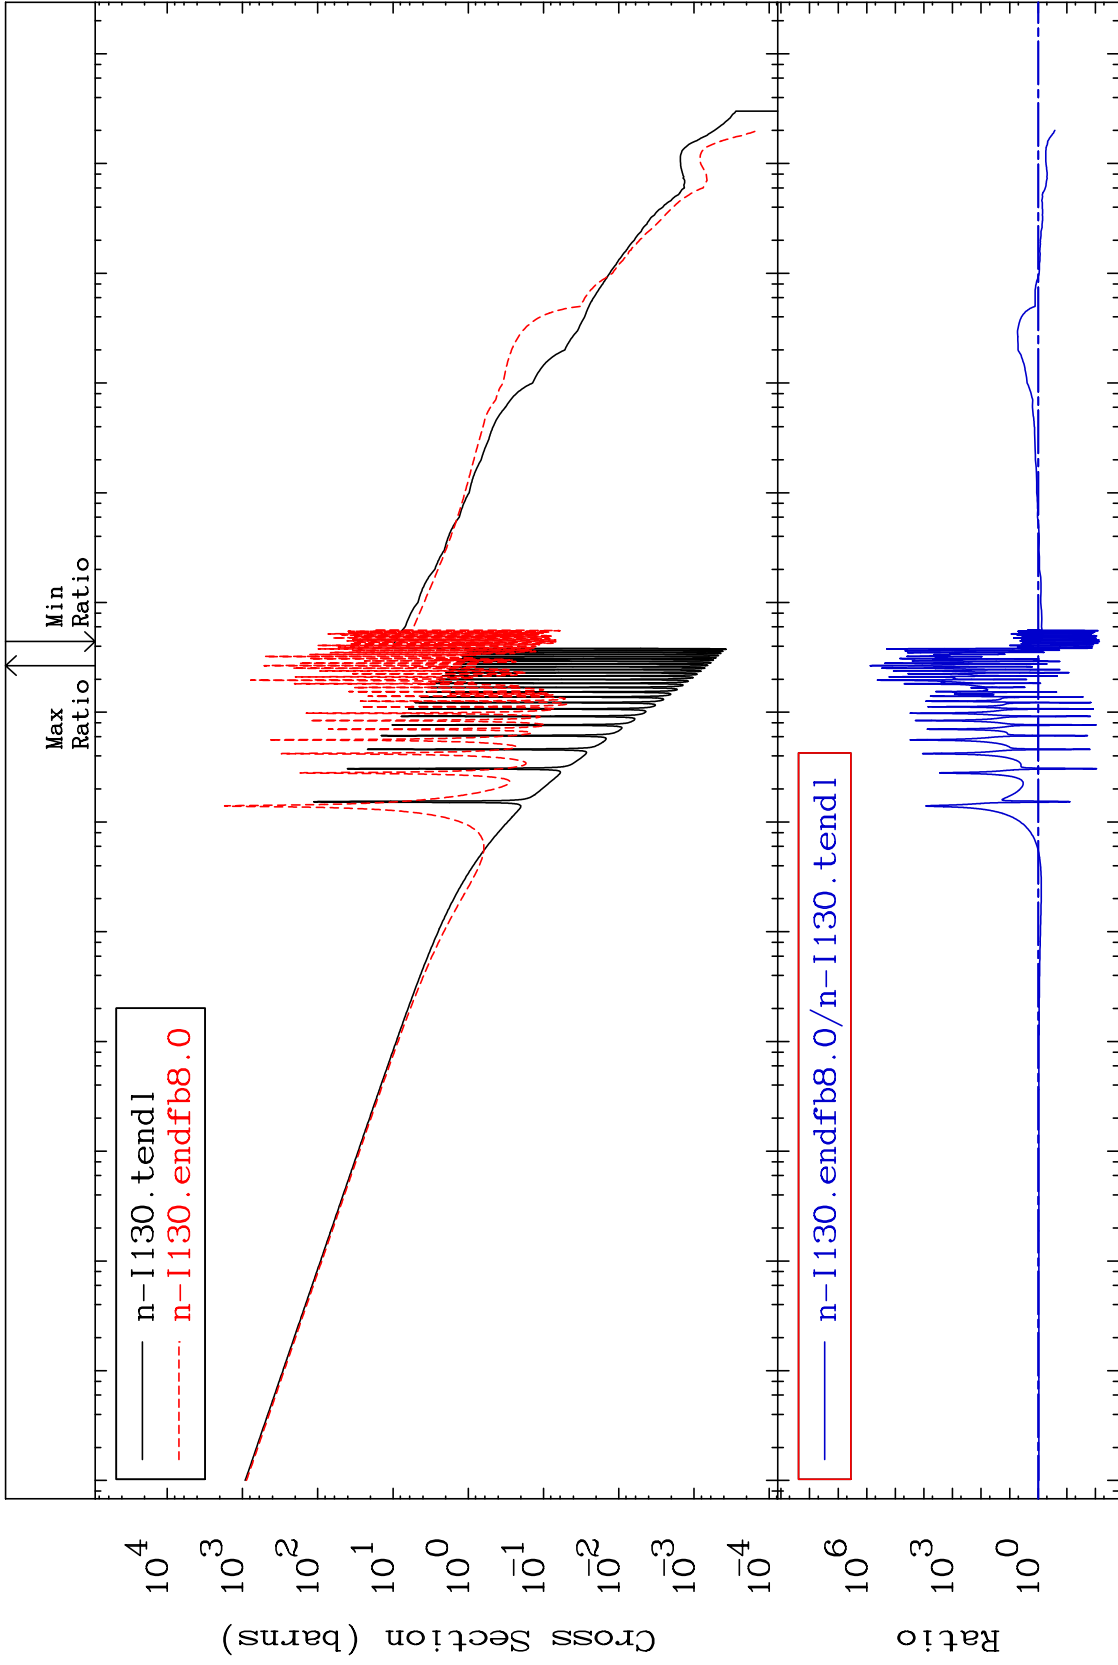 Max
Ratio
Min
Ratio
n-I130.tendl
n-I130.endfb8.0
10^4
10^3
10^2
10^1
10^0
10^-1
10^-2
10^-3
10^-4
Cross Section (barns)
n-I130.endfb8.0/n-I130.tendl
10^6
10^3
10^0
Ratio